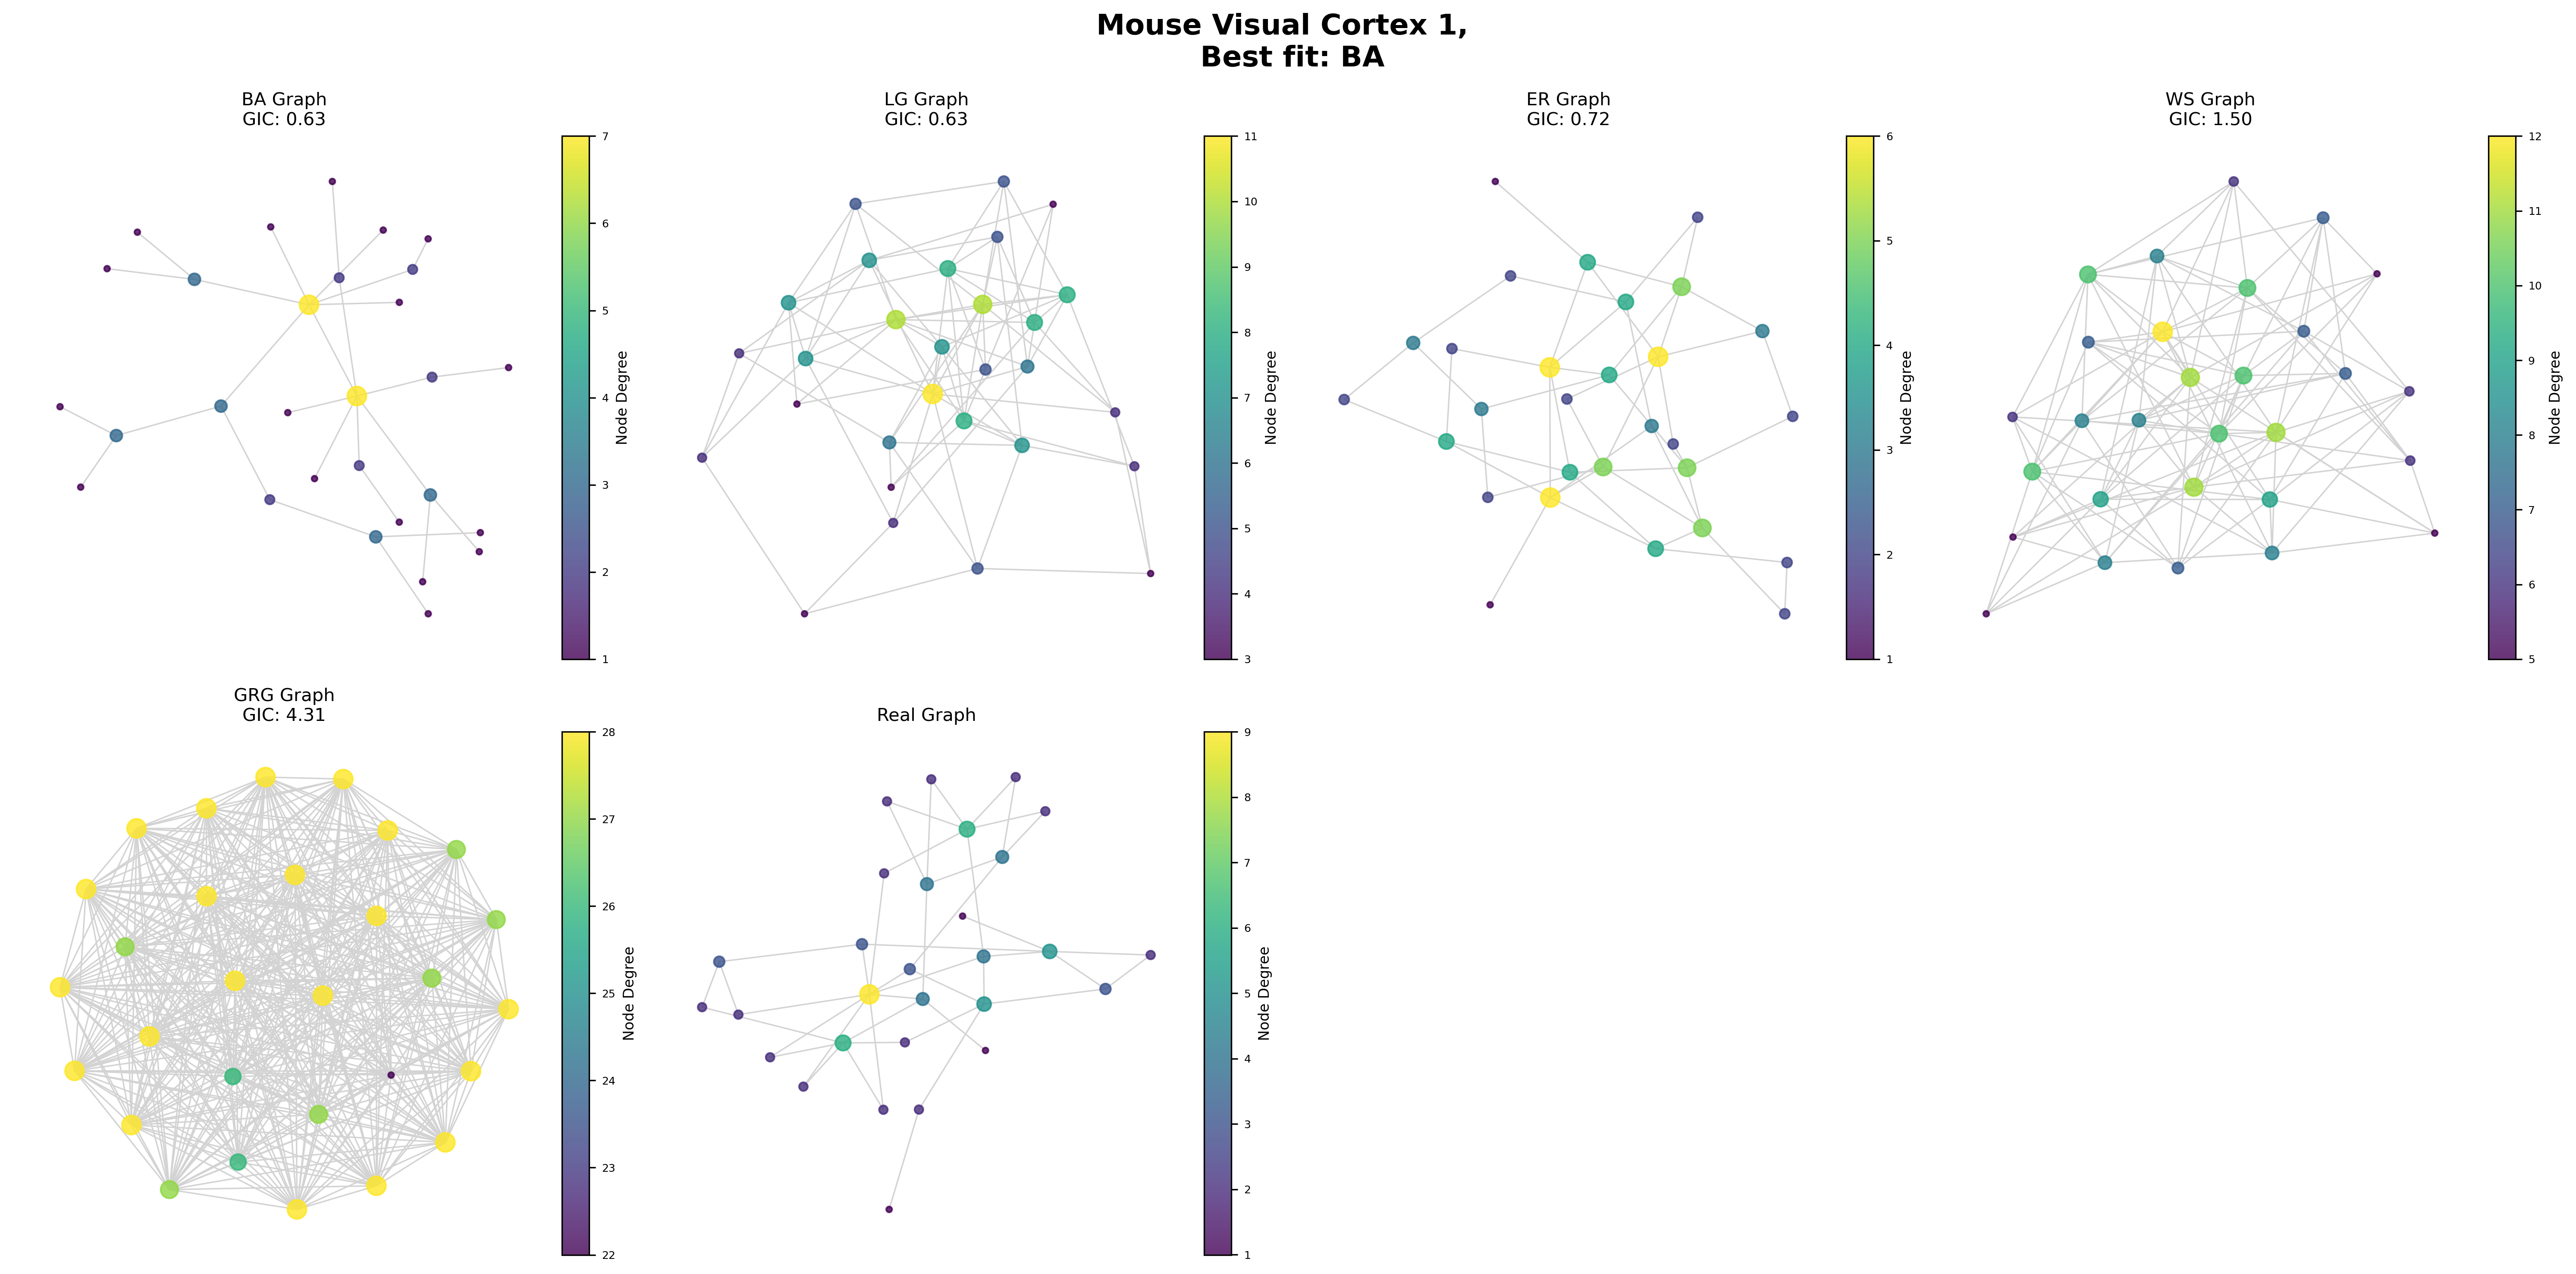 Mouse Visual Cortex 1,
Best fit: BA
BA Graph
GIC: 0.63
7
6
5
4
3
2
1
Node Degree
LG Graph
GIC: 0.63
11
10
9
8
7
6
5
4
3
Node Degree
ER Graph
GIC: 0.72
6
5
4
3
2
1
Node Degree
WS Graph
GIC: 1.50
12
11
10
9
8
7
6
5
Node Degree
GRG Graph
GIC: 4.31
28
27
26
25
24
23
22
Node Degree
Real Graph
9
8
7
6
5
4
3
2
1
Node Degree